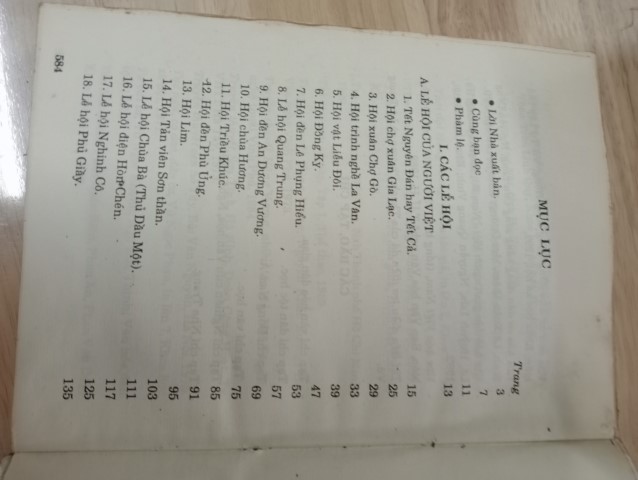 MỤC LỤC
Trang
• Lời Nhà xuất bản. 3
• Cùng bạn đọc 7
• Phàm lệ. 11
I. CÁC LỄ HỘI 13
A. LỄ HỘI CỦA NGƯỜI VIỆT
1. Tết Nguyên Đán hay Tết Cả. 15
2. Hội chợ xuân Gia Lạc. 25
3. Hội xuân Chợ Gò. 29
4. Hội trình nghề La Vân. 33
5. Hội vật Liễu Đôi. 39
6. Hội Đồng Kỵ. 47
7. Hội đền Lê Phụng Hiểu. 53
8. Lễ hội Quang Trung. 57
9. Hội đền An Dương Vương. 69
10. Hội chùa Hương. 75
11. Hội Triều Khúc. 85
12. Hội đền Phù Ủng. 91
13. Hội Lim. 95
14. Hội Tản viên Sơn thần. 103
15. Lễ hội Chùa Bà (Thủ Dầu Một). 111
16. Lễ hội điện Hòn Chén. 117
17. Lễ hội Nghinh Cô. 125
18. Lễ hội Phủ Giầy. 135
584